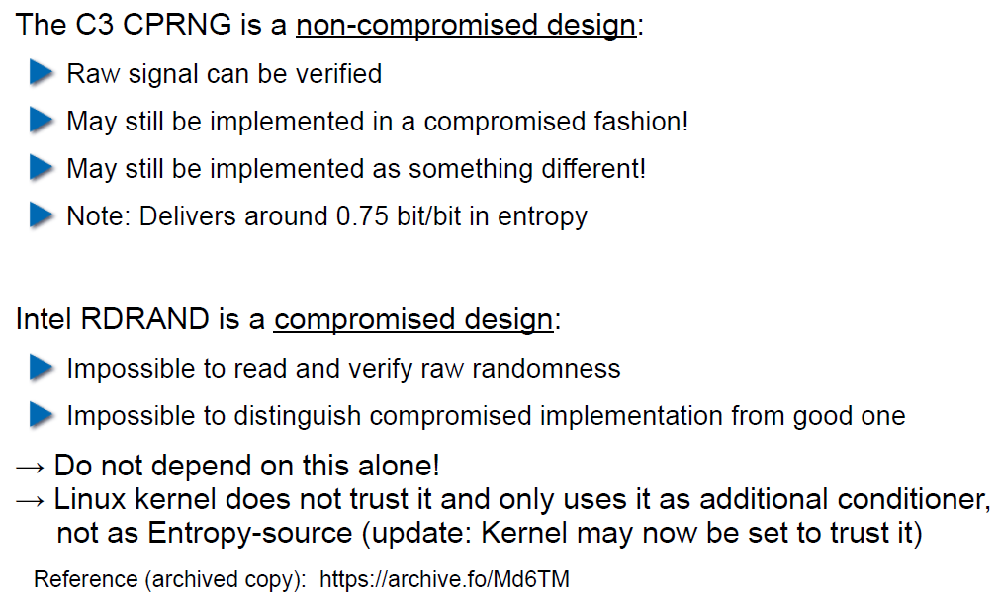 The C3 CPRNG is a non-compromised design:
Raw signal can be verified
May still be implemented in a compromised fashion!
May still be implemented as something different!
Note: Delivers around 0.75 bit/bit in entropy
Intel RDRAND is a compromised design:
Impossible to read and verify raw randomness
Impossible to distinguish compromised implementation from good one
→ Do not depend on this alone!
→ Linux kernel does not trust it and only uses it as additional conditioner,
not as Entropy-source (update: Kernel may now be set to trust it)
Reference (archived copy): https://archive.fo/Md6TM